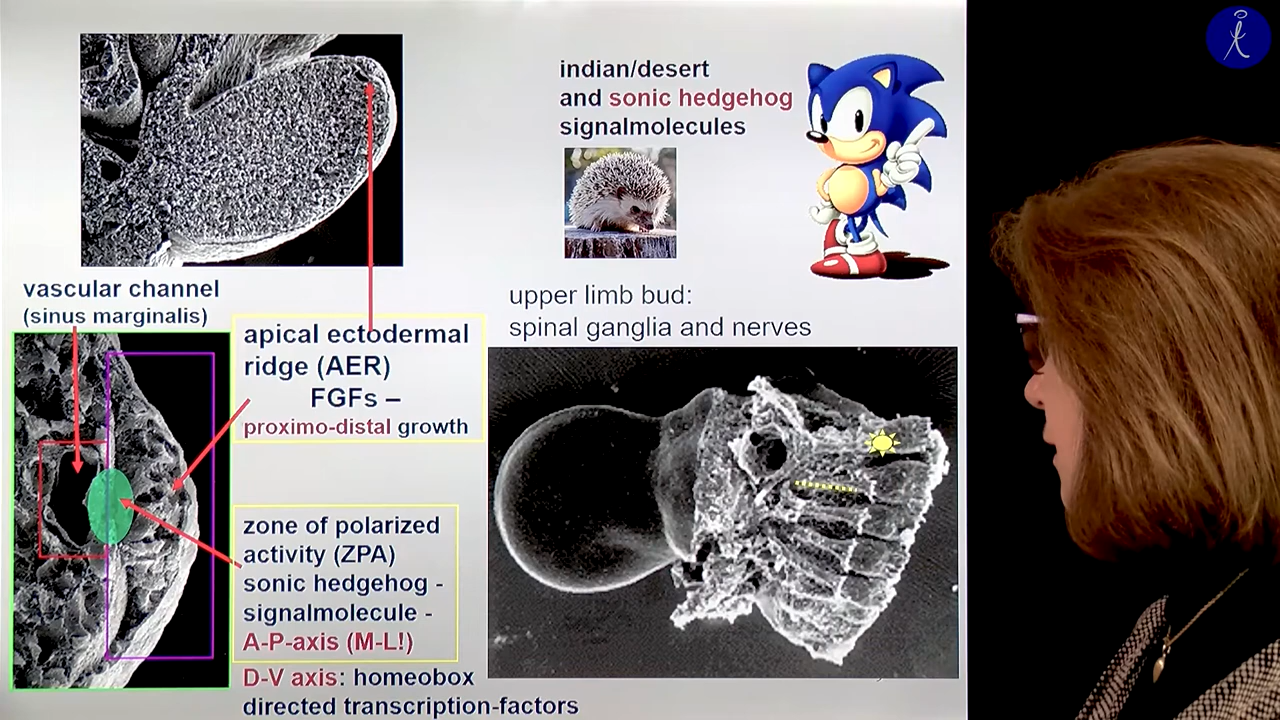 indian/desert
and sonic hedgehog
signalmolecules
vascular channel
(sinus marginalis)
apical ectodermal
ridge (AER)
FGFs –
proximo-distal growth
upper limb bud:
spinal ganglia and nerves
zone of polarized
activity (ZPA)
sonic hedgehog -
signalmolecule -
A-P-axis (M-L!)
D-V axis: homeobox
directed transcription-factors